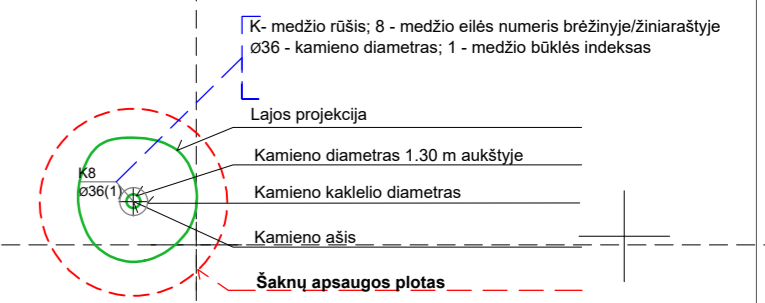 K- medžio rūšis; 8 - medžio eilės numeris brėžinyje/žiniaraštyje
Ø36 - kamieno diametras; 1 - medžio būklės indeksas
Lajos projekcija
Kamieno diametras 1.30 m aukštyje
K8
Ø36(1)
Kamieno kaklelio diametras
Kamieno ašis
Šaknų apsaugos plotas